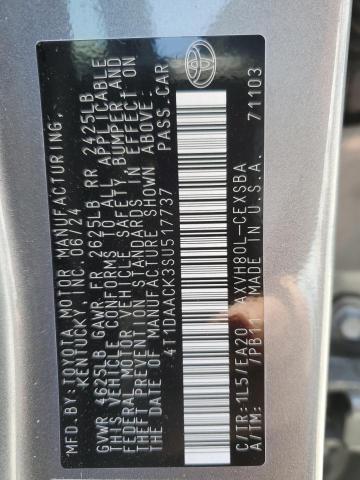 MFD. BY: TOYOTA MOTOR MANUFACTURING,
KENTUCKY, INC. 06/24
GVWR 4625LB GAWR FR 2625LB RR 2425LB
THIS VEHICLE CONFORMS TO ALL APPLICABLE
FEDERAL MOTOR VEHICLE SAFETY, BUMPER AND
THEFT PREVENTION STANDARDS IN EFFECT ON
THE DATE OF MANUFACTURE SHOWN ABOVE.
4T1DAACK3SU517737 PASS. CAR
C/TR: 1L5/EA20 AXVH80L-CEXSBA
A/TM: /PB11 MADE IN U.S.A. 71103